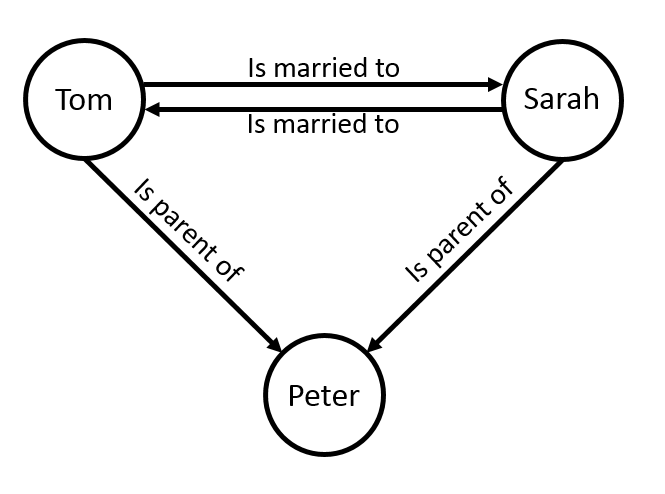 Is married to
Tom
Sarah
Is married to
Is parent of
Is parent of
Peter